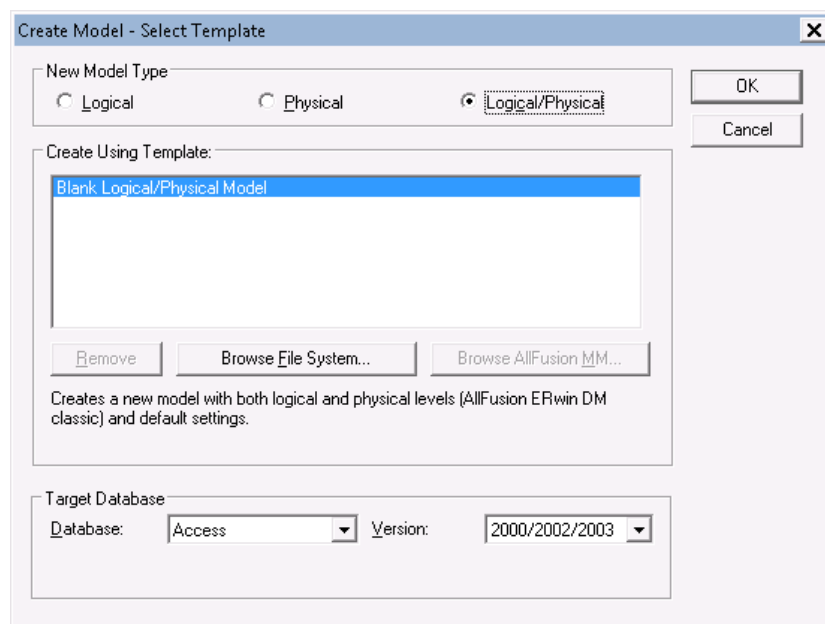 Create Model - Select Template
New Model Type
Logical Physical Logical/Physical
OK
Cancel
Create Using Template:
Blank Logical/Physical Model
Remove Browse File System... Browse AllFusion MM...
Creates a new model with both logical and physical levels (AllFusion ERwin DM
classic) and default settings.
Target Database
Database: Access Version: 2000/2002/2003